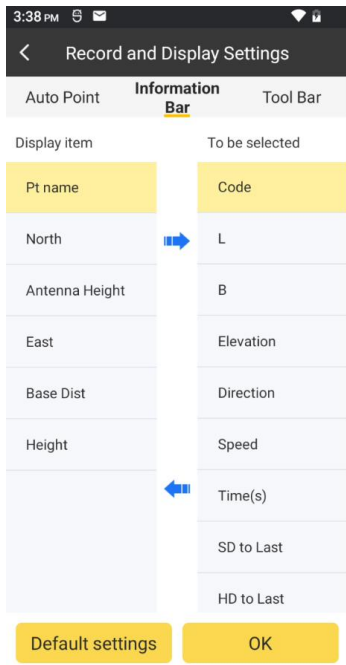 3:38 PM
Record and Display Settings
Auto Point
Information
Bar
Tool Bar
Display item
To be selected
Pt name
Code
North
L
Antenna Height
B
East
Elevation
Base Dist
Direction
Height
Speed
Time(s)
SD to Last
HD to Last
Default settings
OK